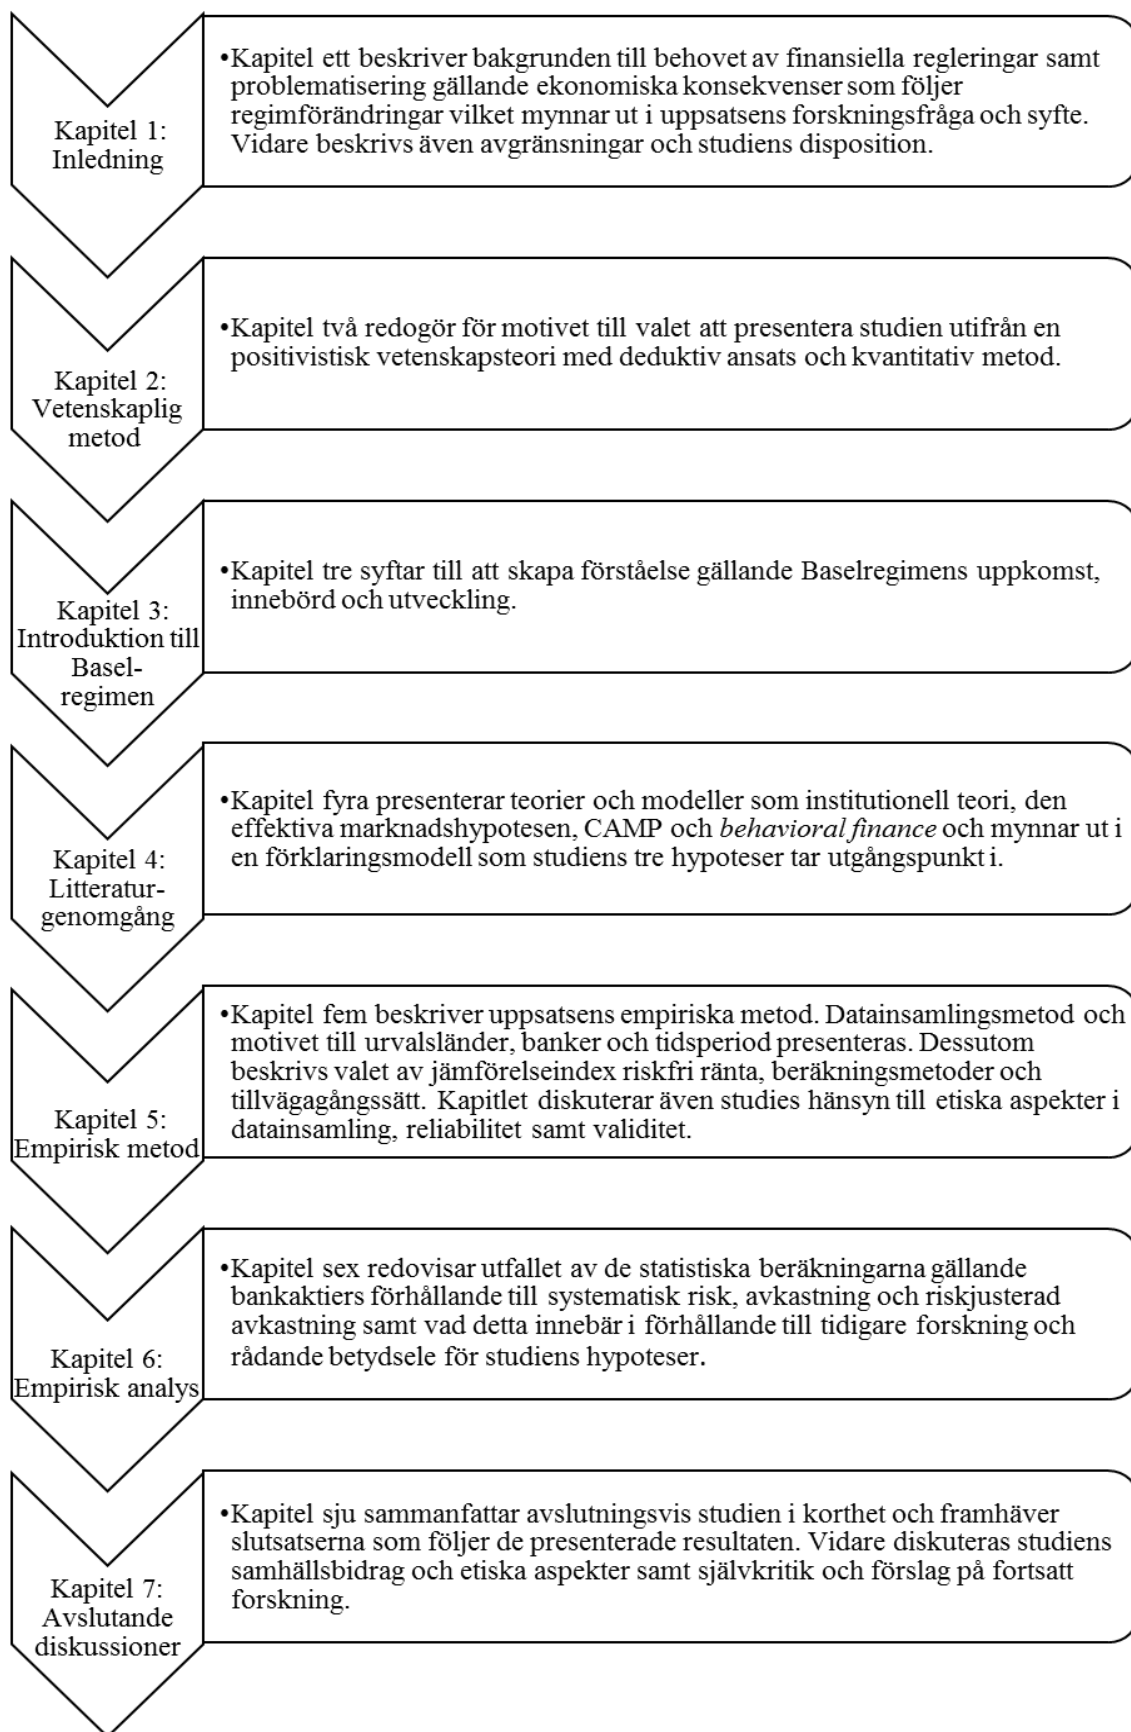 Kapitel 1:
Inledning
•Kapitel ett beskriver bakgrunden till behovet av finansiella regleringar samt
problematisering gällande ekonomiska konsekvenser som följer
regimförändringar vilket mynnar ut i uppsatsens forskningsfråga och syfte.
Vidare beskrivs även avgränsningar och studiens disposition.
Kapitel 2:
Vetenskaplig
metod
•Kapitel två redogör för motivet till valet att presentera studien utifrån en
positivistisk vetenskapsteori med deduktiv ansats och kvantitativ metod.
Kapitel 3:
Introduktion till
Basel-
regimen
•Kapitel tre syftar till att skapa förståelse gällande Baselregimens uppkomst,
innebörd och utveckling.
Kapitel 4:
Litteratur-
genomgång
•Kapitel fyra presenterar teorier och modeller som institutionell teori, den
effektiva marknadshypotesen, CAMP och behavioral finance och mynnar ut i
en förklaringsmodell som studiens tre hypoteser tar utgångspunkt i.
Kapitel 5:
Empirisk metod
•Kapitel fem beskriver uppsatsens empiriska metod. Datainsamlingsmetod och
motivet till urvalsländer, banker och tidsperiod presenteras. Dessutom
beskrivs valet av jämförelseindex riskfri ränta, beräkningsmetoder och
tillvägagångssätt. Kapitlet diskuterar även studies hänsyn till etiska aspekter i
datainsamling, reliabilitet samt validitet.
Kapitel 6:
Empirisk analys
•Kapitel sex redovisar utfallet av de statistiska beräkningarna gällande
bankaktiers förhållande till systematisk risk, avkastning och riskjusterad
avkastning samt vad detta innebär i förhållande till tidigare forskning och
rådande betydsele för studiens hypoteser.
Kapitel 7:
Avslutande
diskussioner
•Kapitel sju sammanfattar avslutningsvis studien i korthet och framhäver
slutsatserna som följer de presenterade resultaten. Vidare diskuteras studiens
samhällsbidrag och etiska aspekter samt självkritik och förslag på fortsatt
forskning.